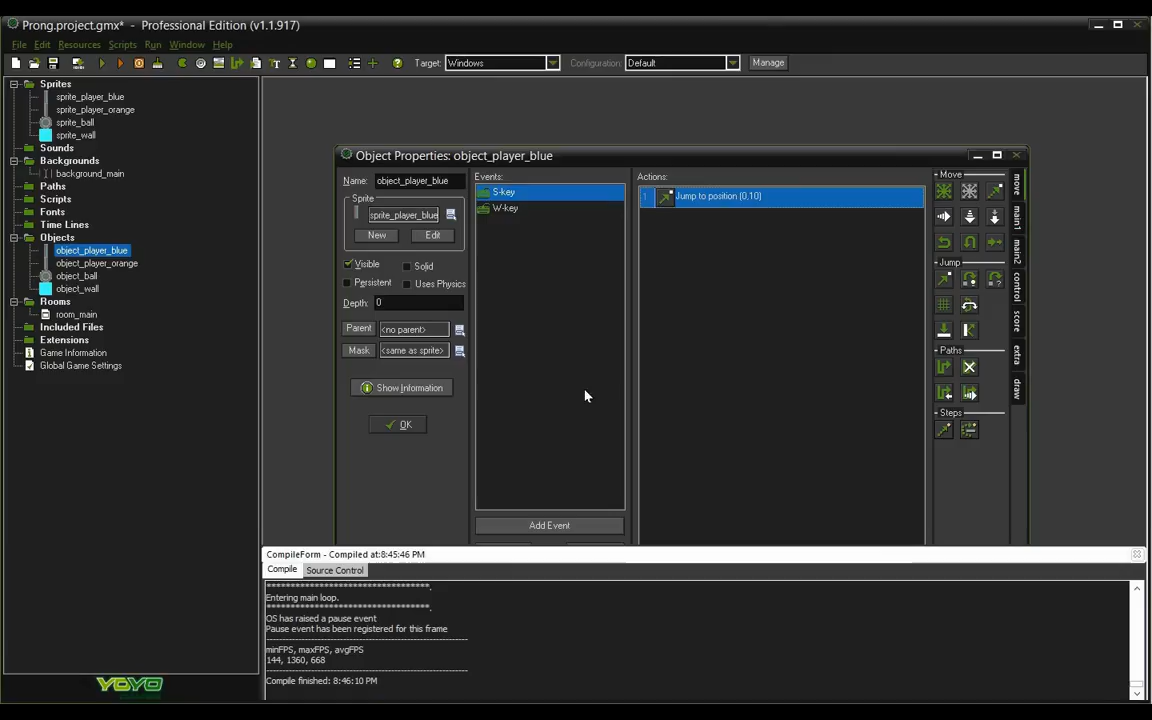 Prong.project.gmx* - Professional Edition (v1.1.917)
File Edit Resources Scripts Run Window Help
Target: Windows Configuration: Default Manage
Sprites
sprite_player_blue
sprite_player_orange
sprite_ball
sprite_wall
Sounds
Backgrounds
background_main
Paths
Scripts
Fonts
Time Lines
Objects
object_player_blue
object_player_orange
object_ball
object_wall
Rooms
room_main
Included Files
Extensions
Game Information
Global Game Settings
YOYO
Object Properties: object_player_blue
Name: object_player_blue
Sprite
sprite_player_blue
New Edit
Visible Solid
Persistent Uses Physics
Depth: 0
Parent <no parent>
Mask <same as sprite>
Show Information
OK
Events:
S-key
W-key
Add Event
Actions:
1 Jump to position (0,10)
Move
Jump
Paths
Steps
move
main1
main2
control
score
extra
draw
CompileForm - Compiled at:8:45:46 PM
Compile Source Control
***************************************.
Entering main loop.
***************************************.
OS has raised a pause event
Pause event has been registered for this frame
--------------------------------------------------
minFPS, maxFPS, avgFPS
144, 1360, 668
--------------------------------------------------
Compile finished: 8:46:10 PM